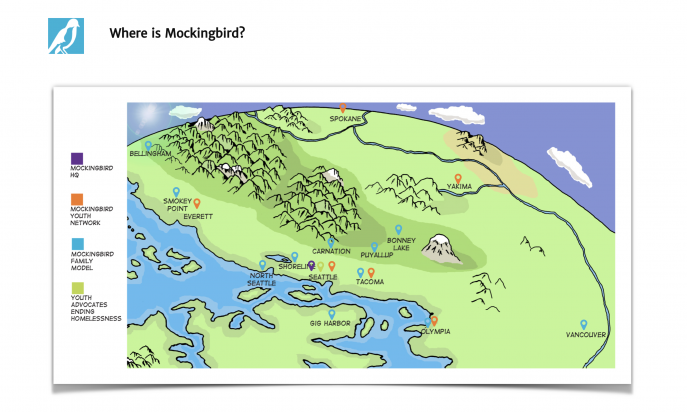 Where is Mockingbird?
MOCKINGBIRD
HQ
MOCKINGBIRD
YOUTH
NETWORK
MOCKINGBIRD
FAMILY
MODEL
YOUTH
ADVOCATES
ENDING
HOMELESSNESS
SPOKANE
BELLINGHAM
YAKIMA
SMOKEY
POINT
EVERETT
BONNEY
LAKE
CARNATION
PUYALLUP
SHORELINE
NORTH
SEATTLE
SEATTLE
TACOMA
GIG HARBOR
OLYMPIA
VANCOUVER